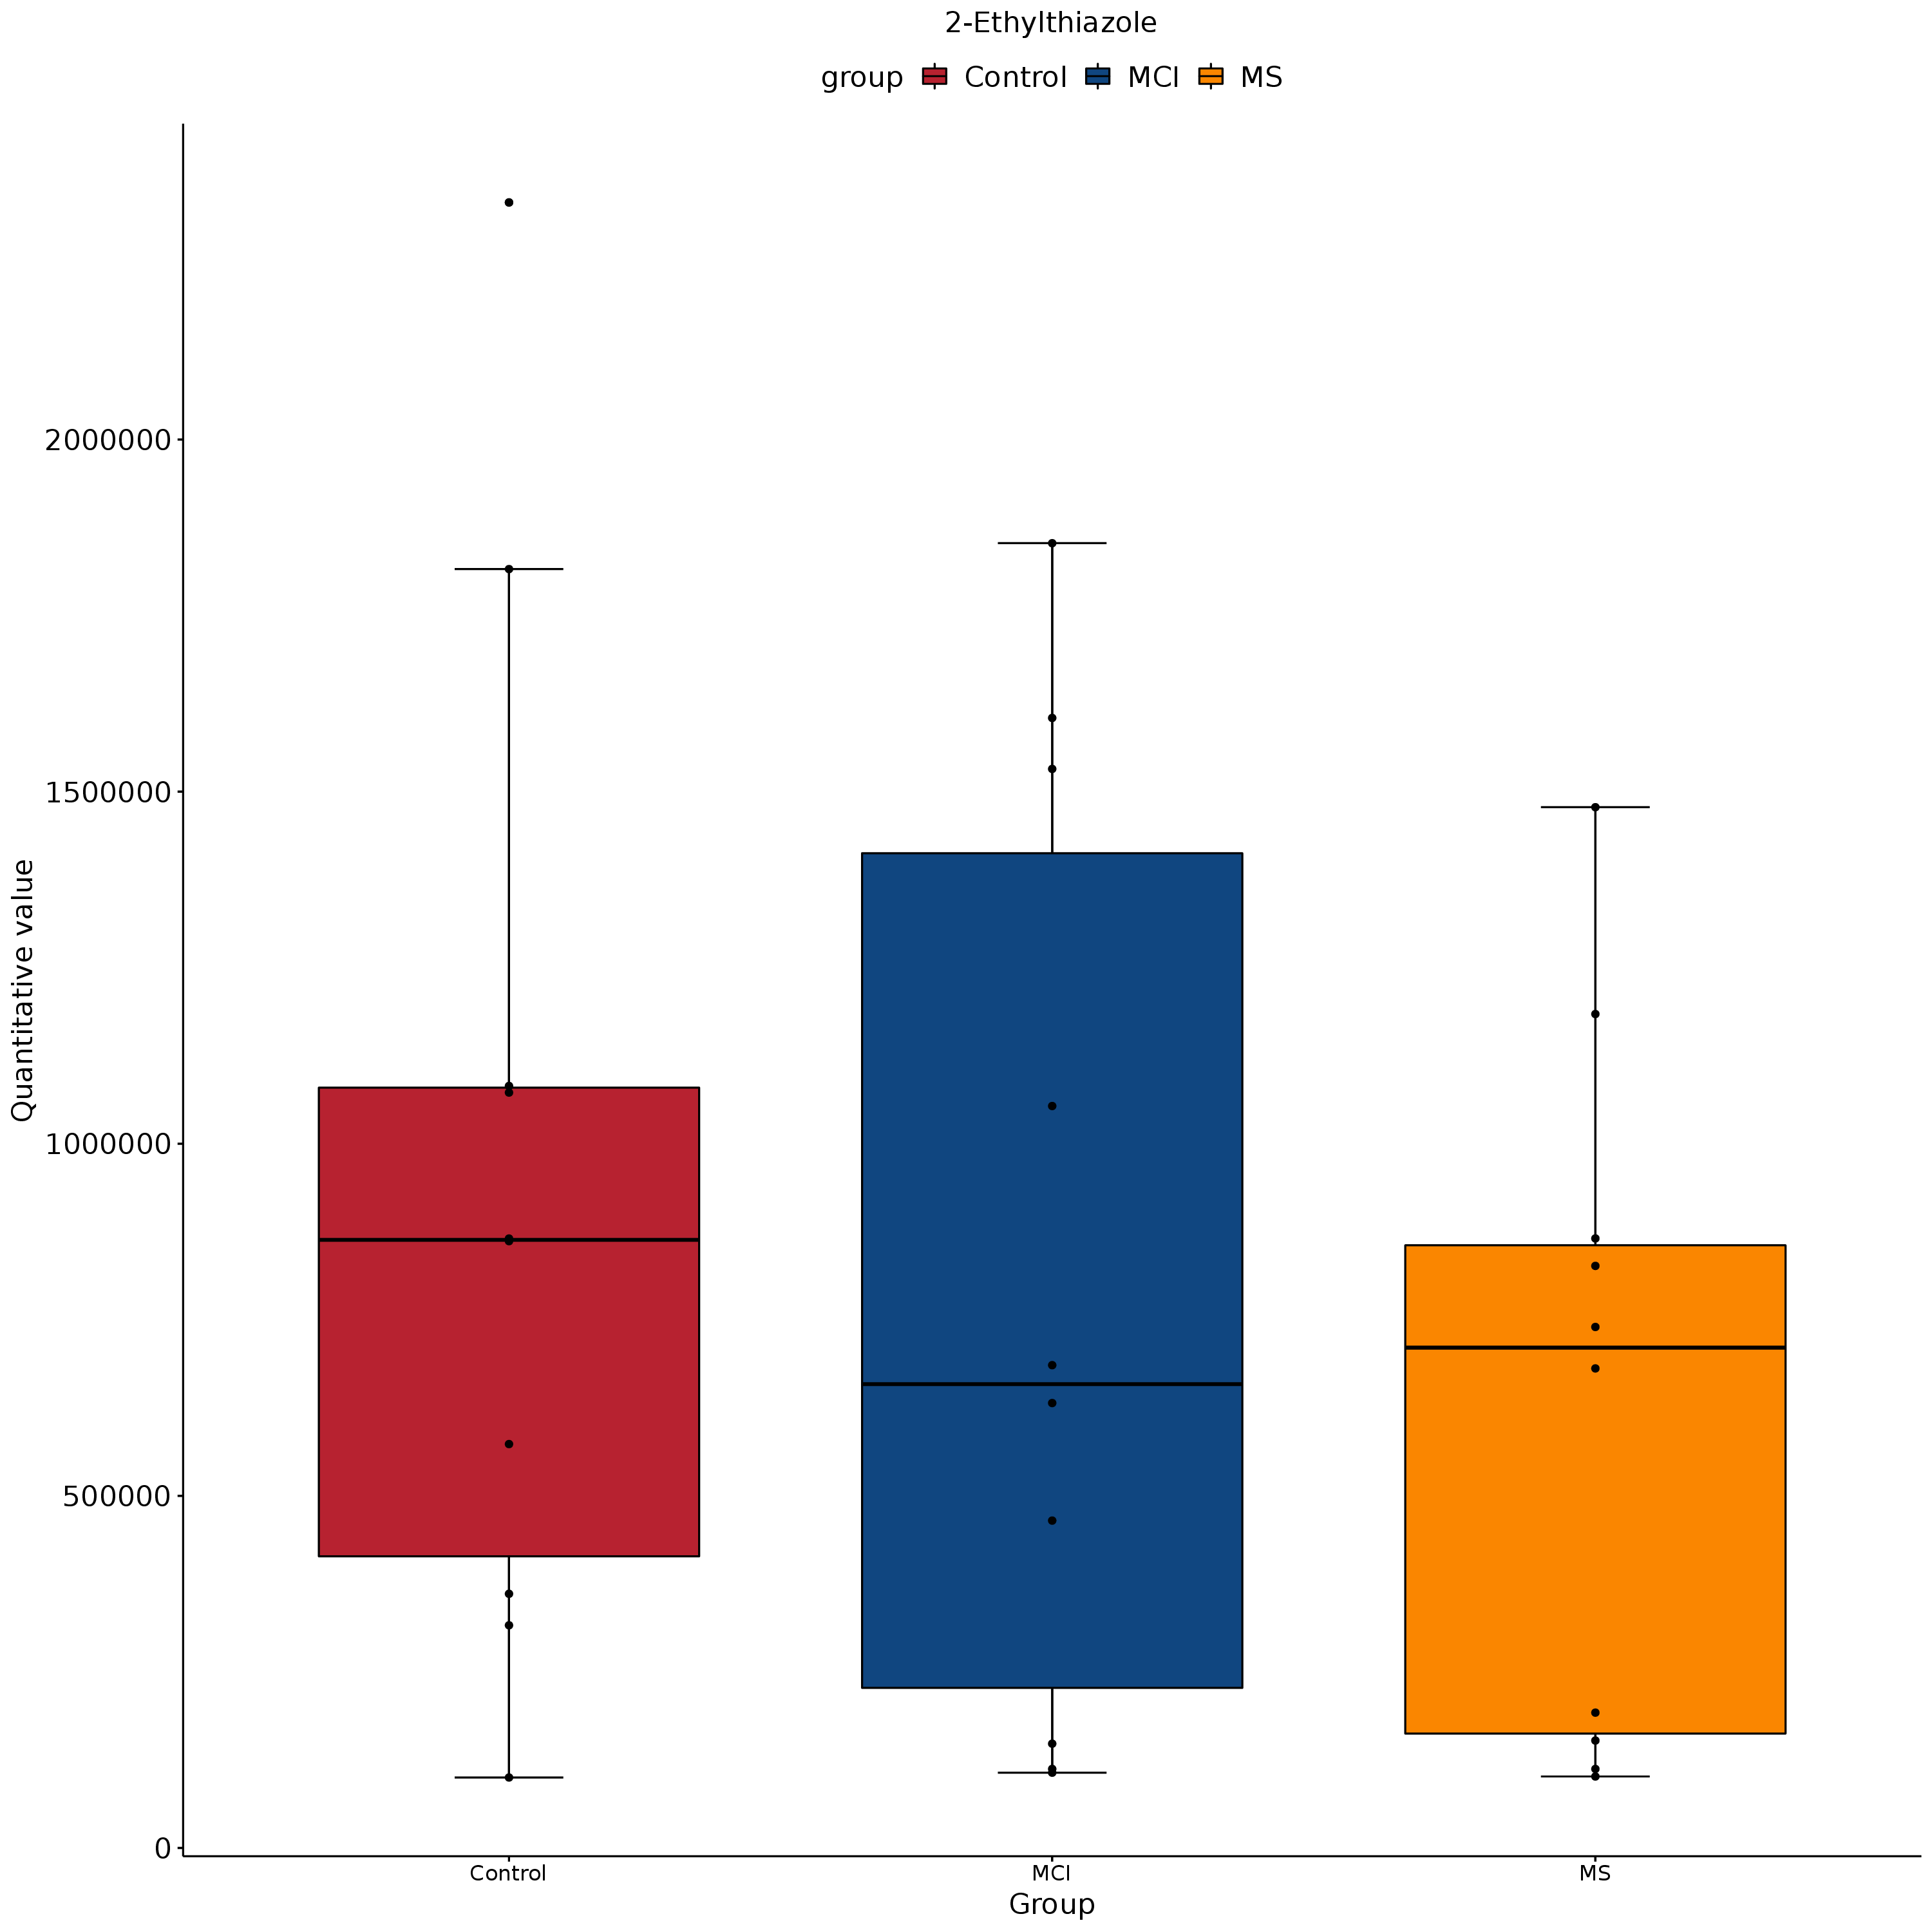 2-Ethylthiazole
group Control MCI MS
Quantitative value
2000000
1500000
1000000
500000
0
Control MCI MS
Group